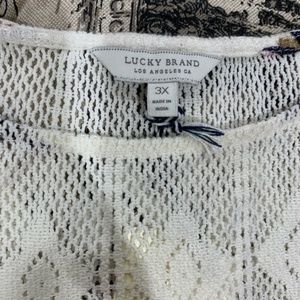 LUCKY BRAND
LOS ANGELES CA
3X
MADE IN
INDIA